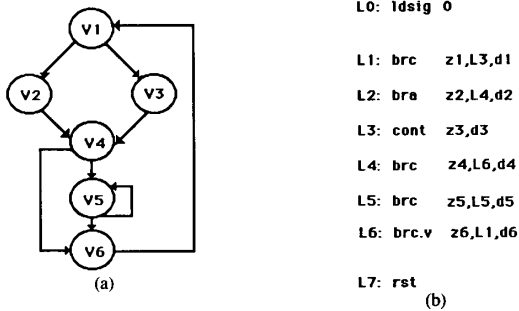 V1
V2
V3
V4
V5
V6
(a)
L0: ldsig 0
L1: brc z1,L3,d1
L2: bra z2,L4,d2
L3: cont z3,d3
L4: brc z4,L6,d4
L5: brc z5,L5,d5
L6: brc.v z6,L1,d6
L7: rst
(b)